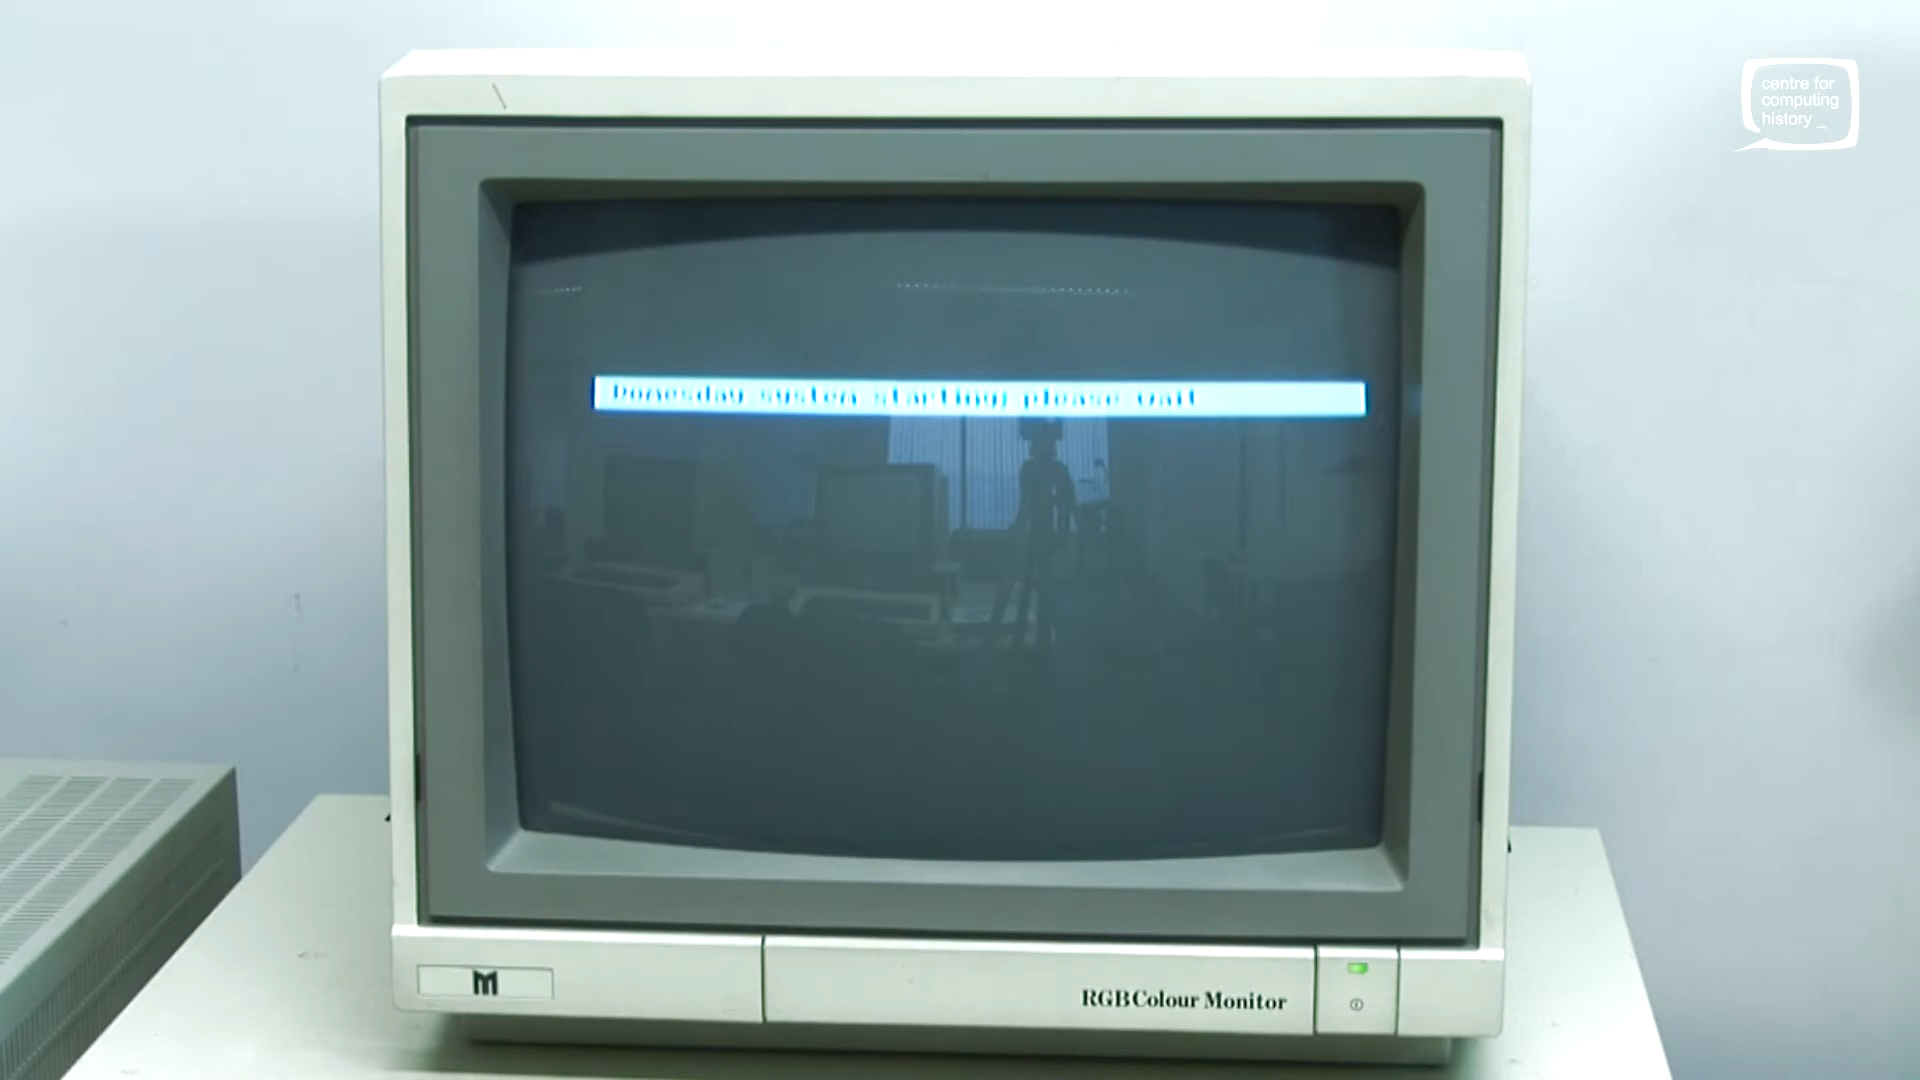 centre for
computing
history _
Domesday system starting; please wait
M
RGB Colour Monitor